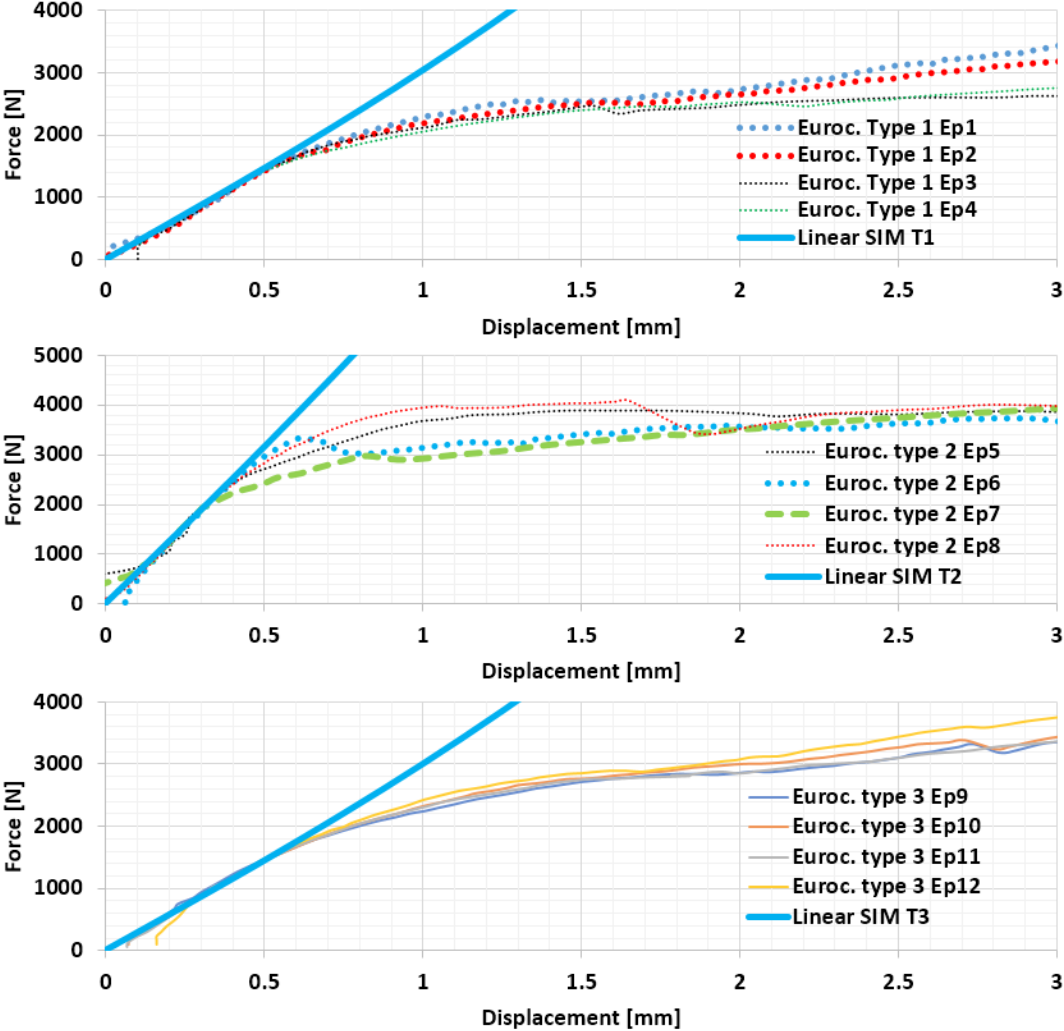 4000
3000
2000
1000
0
Force [N]
Euroc. Type 1 Ep1
Euroc. Type 1 Ep2
Euroc. Type 1 Ep3
Euroc. Type 1 Ep4
Linear SIM T1
0 0.5 1 1.5 2 2.5 3
Displacement [mm]
5000
4000
3000
2000
1000
0
Force [N]
Euroc. type 2 Ep5
Euroc. type 2 Ep6
Euroc. type 2 Ep7
Euroc. type 2 Ep8
Linear SIM T2
0 0.5 1 1.5 2 2.5 3
Displacement [mm]
4000
3000
2000
1000
0
Force [N]
Euroc. type 3 Ep9
Euroc. type 3 Ep10
Euroc. type 3 Ep11
Euroc. type 3 Ep12
Linear SIM T3
0 0.5 1 1.5 2 2.5 3
Displacement [mm]